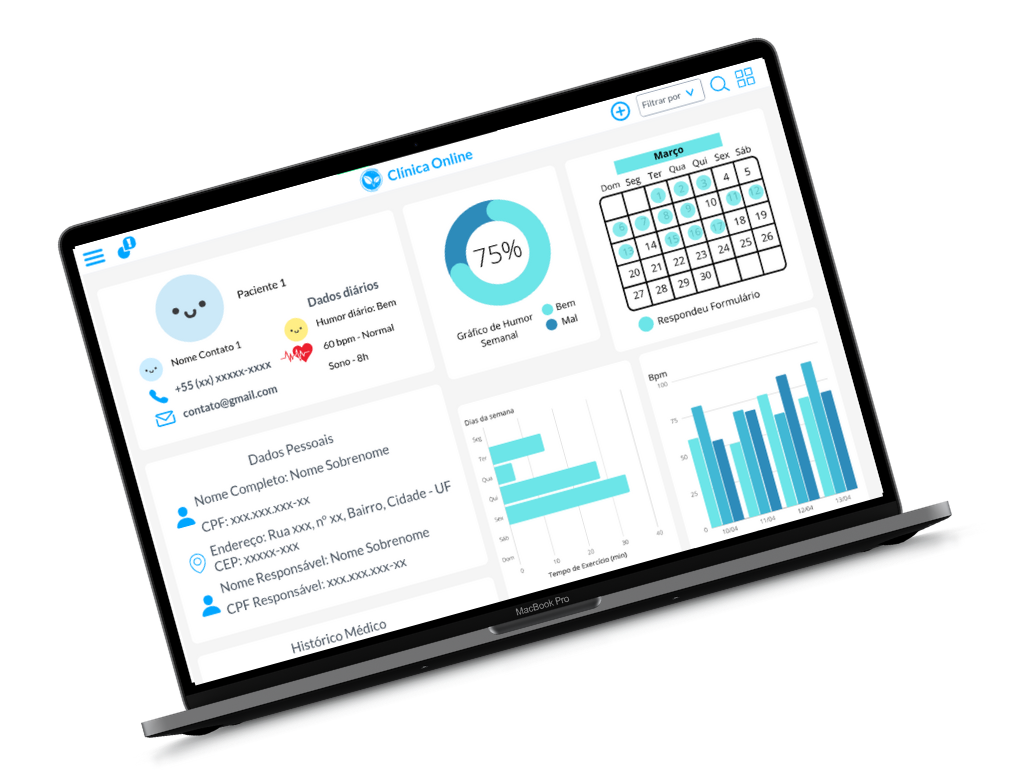 Clínica Online
Filtrar por
1
Paciente 1
Dados diários
Humor diário: Bem
60 bpm - Normal
Sono - 8h
Nome Contato 1
+55 (xx) xxxxx-xxxx
contato@gmail.com
75%
Gráfico de Humor
Semanal
Bem
Mal
Março
Dom Seg Ter Qua Qui Sex Sáb
1 2 3 4 5
6 7 8 9 10 11 12
13 14 15 16 17 18 19
20 21 22 23 24 25 26
27 28 29 30
Respondeu Formulário
Dados Pessoais
Nome Completo: Nome Sobrenome
CPF: xxx.xxx.xxx-xx
Endereço: Rua xxx, nº xx, Bairro, Cidade - UF
CEP: xxxxx-xxx
Nome Responsável: Nome Sobrenome
CPF Responsável: xxx.xxx.xxx-xx
Histórico Médico
Dias da semana
Seg
Ter
Qua
Qui
Sex
Sáb
Dom
0 10 20 30 40
Tempo de Exercício (min)
Bpm
100
75
50
25
0
10/04 11/04 12/04 13/04
MacBook Pro